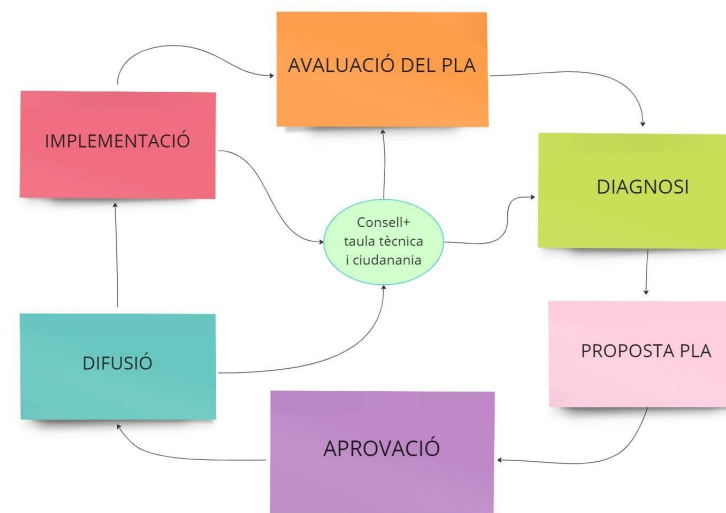 AVALUACIÓ DEL PLA
IMPLEMENTACIÓ
DIAGNOSI
Consell+
taula tècnica
i ciudanania
PROPOSTA PLA
DIFUSIÓ
APROVACIÓ